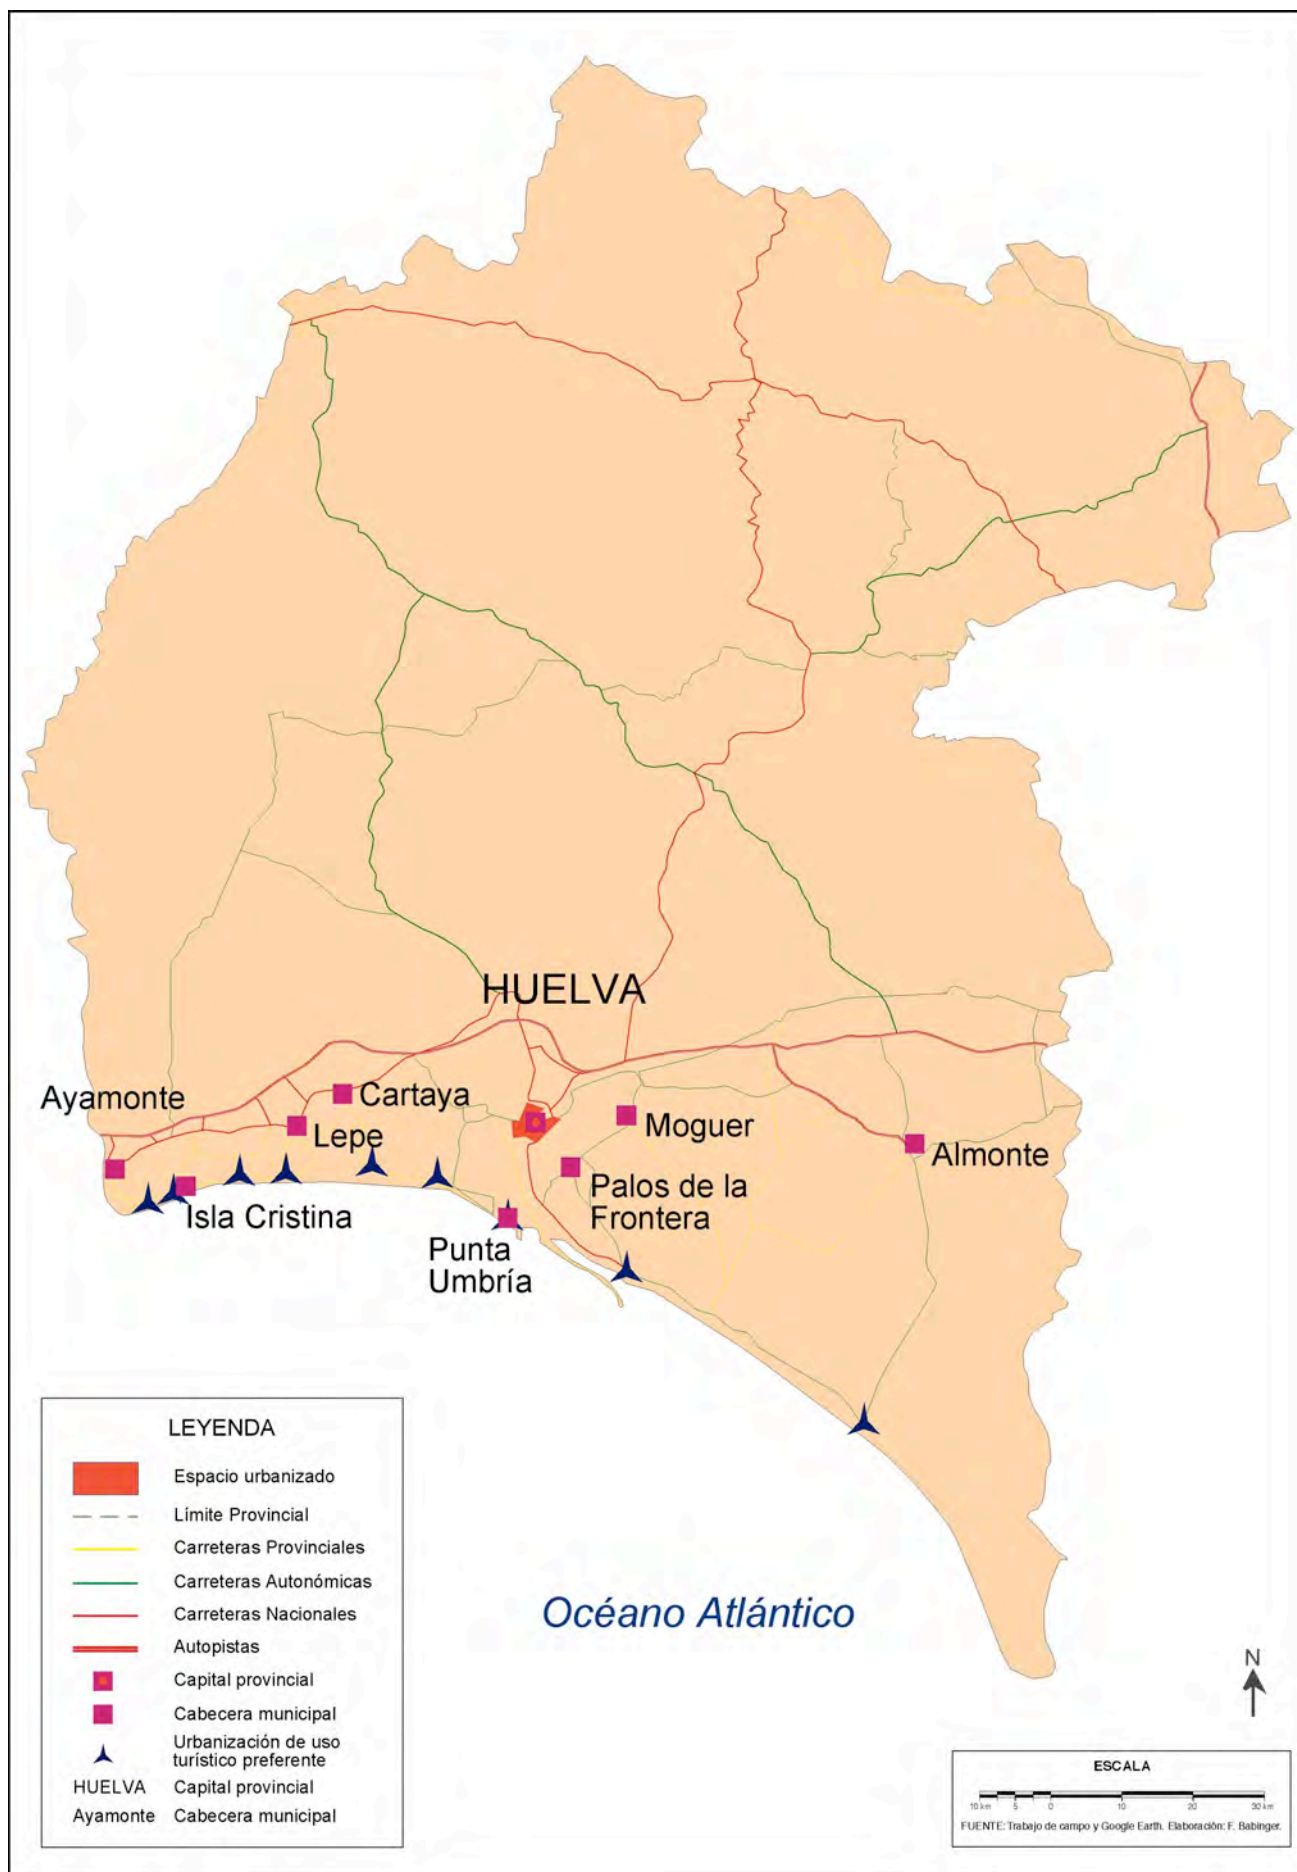 HUELVA
Ayamonte
Cartaya
Lepe
Moguer
Almonte
Isla Cristina
Palos de la
Frontera
Punta
Umbría
LEYENDA
Espacio urbanizado
Límite Provincial
Carreteras Provinciales
Carreteras Autonómicas
Carreteras Nacionales
Autopistas
Capital provincial
Cabecera municipal
Urbanización de uso
turístico preferente
HUELVA Capital provincial
Ayamonte Cabecera municipal
Océano Atlántico
N
ESCALA
10 km 5 0 10 20 30 km
FUENTE: Trabajo de campo y Google Earth. Elaboración: F. Babinger.